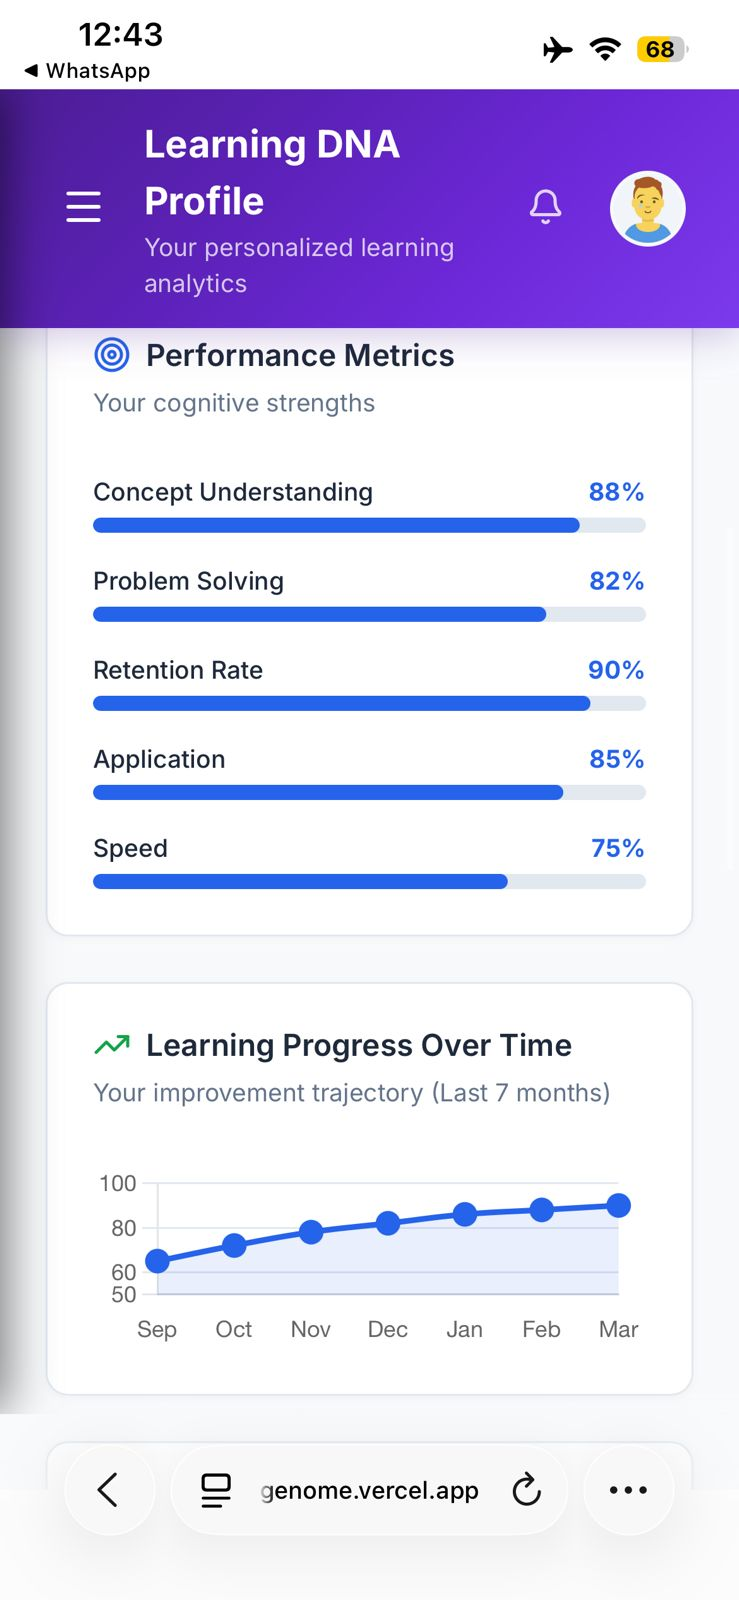 12:43
68
◀ WhatsApp
Learning DNA
Profile
Your personalized learning
analytics
Performance Metrics
Your cognitive strengths
Concept Understanding 88%
Problem Solving 82%
Retention Rate 90%
Application 85%
Speed 75%
Learning Progress Over Time
Your improvement trajectory (Last 7 months)
100
80
60
50
Sep Oct Nov Dec Jan Feb Mar
genome.vercel.app